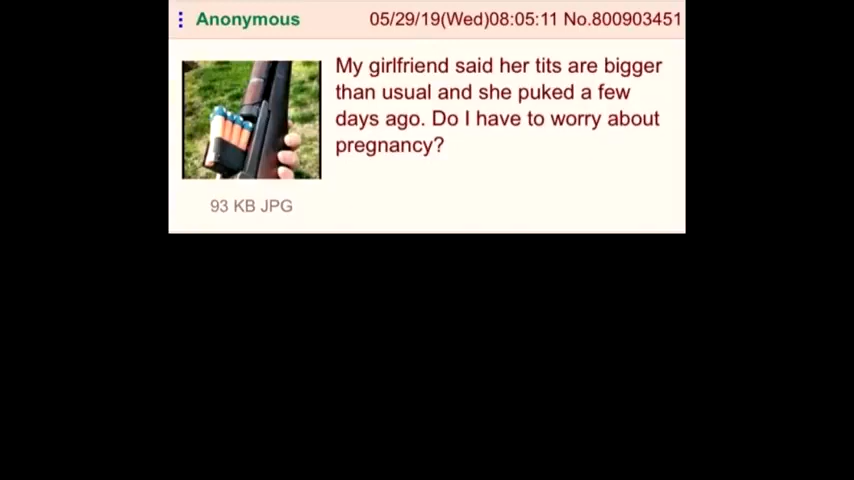 Anonymous 05/29/19(Wed)08:05:11 No.800903451
My girlfriend said her tits are bigger
than usual and she puked a few
days ago. Do I have to worry about
pregnancy?
93 KB JPG